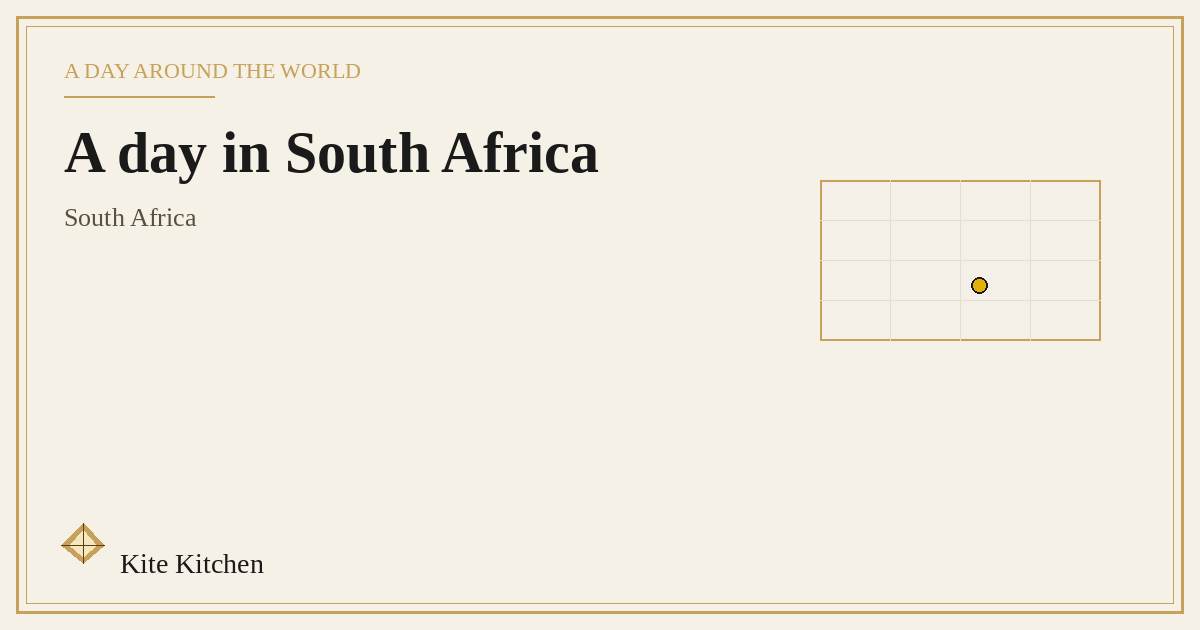 A DAY AROUND THE WORLD
A day in South Africa
South Africa
Kite Kitchen